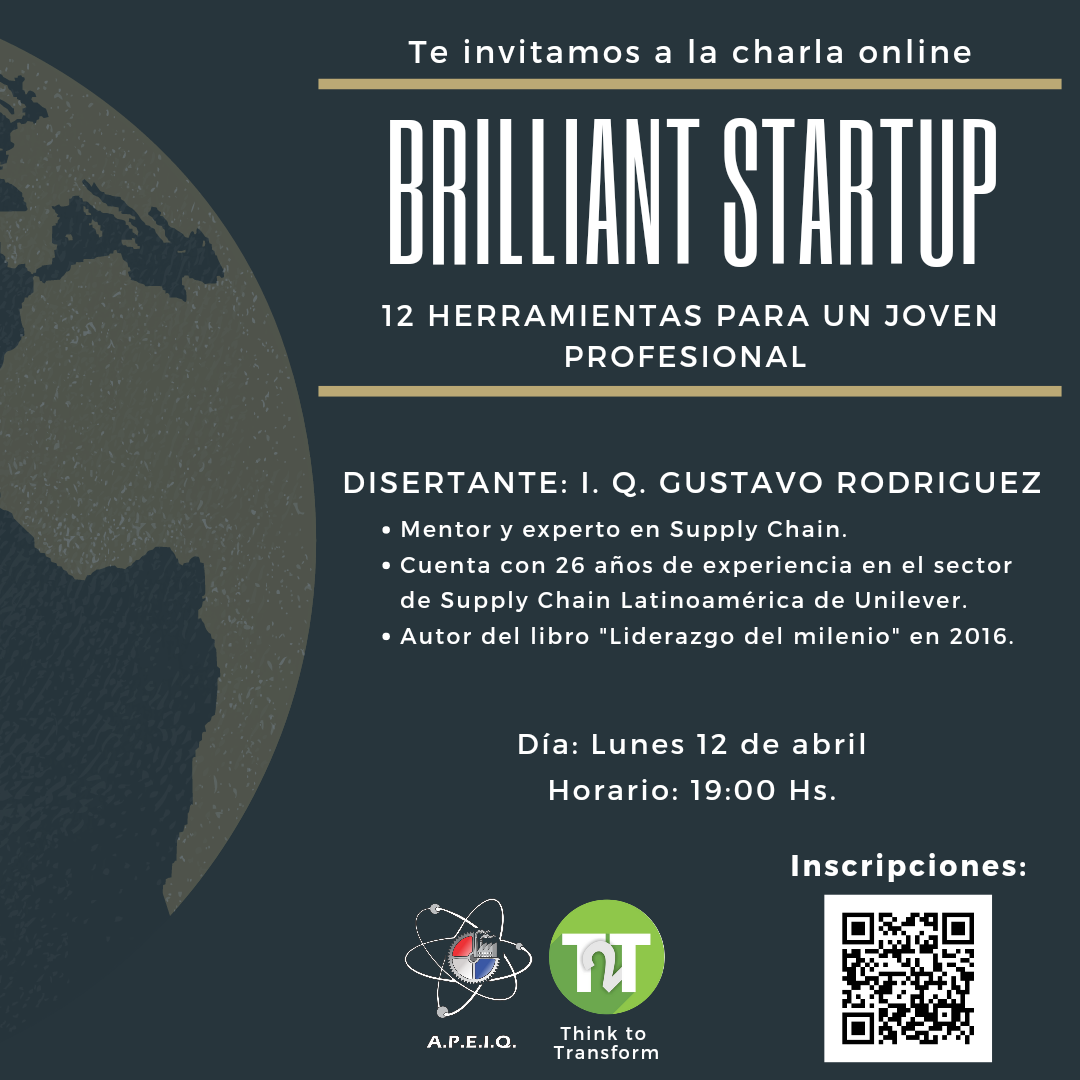 Te invitamos a la charla online
BRILLIANT STARTUP
12 HERRAMIENTAS PARA UN JOVEN
PROFESIONAL
DISERTANTE: I. Q. GUSTAVO RODRIGUEZ
• Mentor y experto en Supply Chain.
• Cuenta con 26 años de experiencia en el sector
de Supply Chain Latinoamérica de Unilever.
• Autor del libro "Liderazgo del milenio" en 2016.
Día: Lunes 12 de abril
Horario: 19:00 Hs.
Inscripciones:
T2T
A.P.E.I.Q.
Think to
Transform